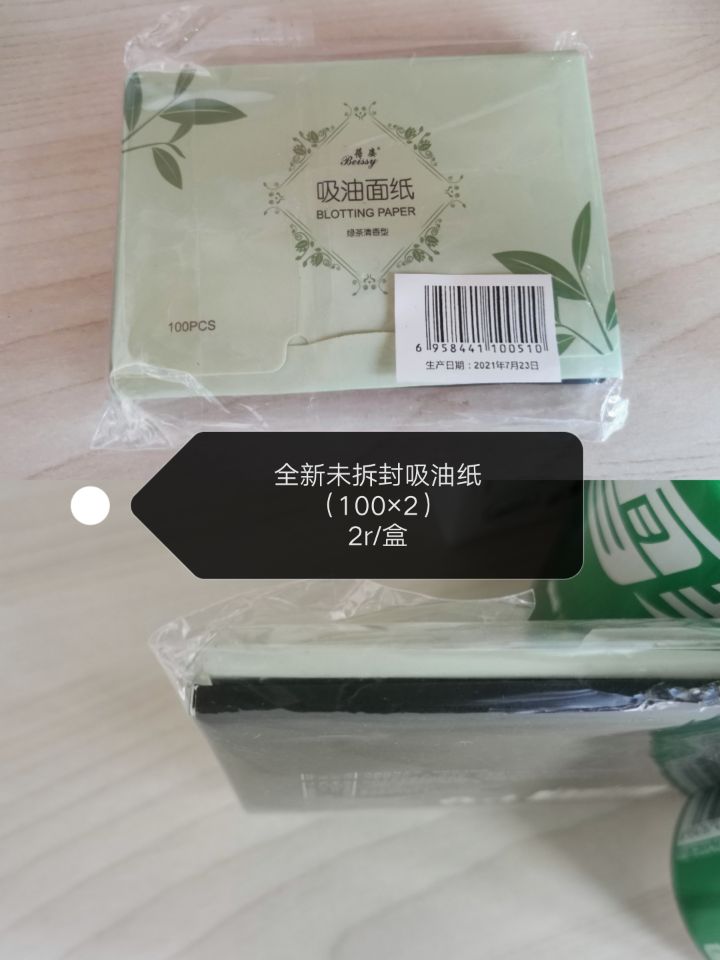 蓓姿®
Beissy
吸油面纸
BLOTTING PAPER
绿茶清香型
100PCS
6 958441 100510
生产日期：2021年7月23日
全新未拆封吸油纸
（100×2）
2r/盒